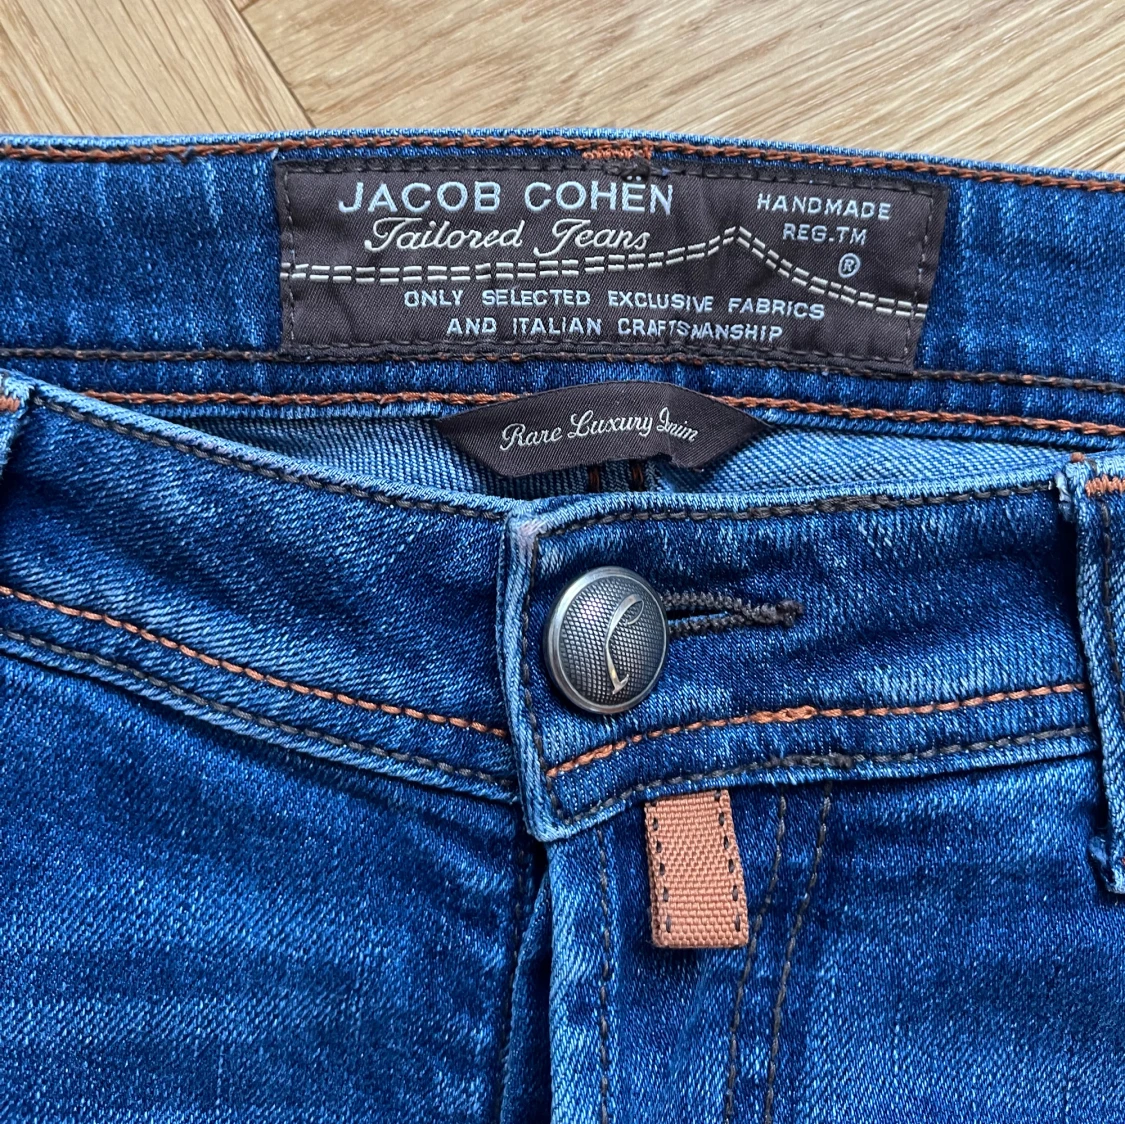 JACOB COHËN
Tailored Jeans
HANDMADE
REG.TM
®
ONLY SELECTED EXCLUSIVE FABRICS
AND ITALIAN CRAFTSMANSHIP
Rare Luxury Denim